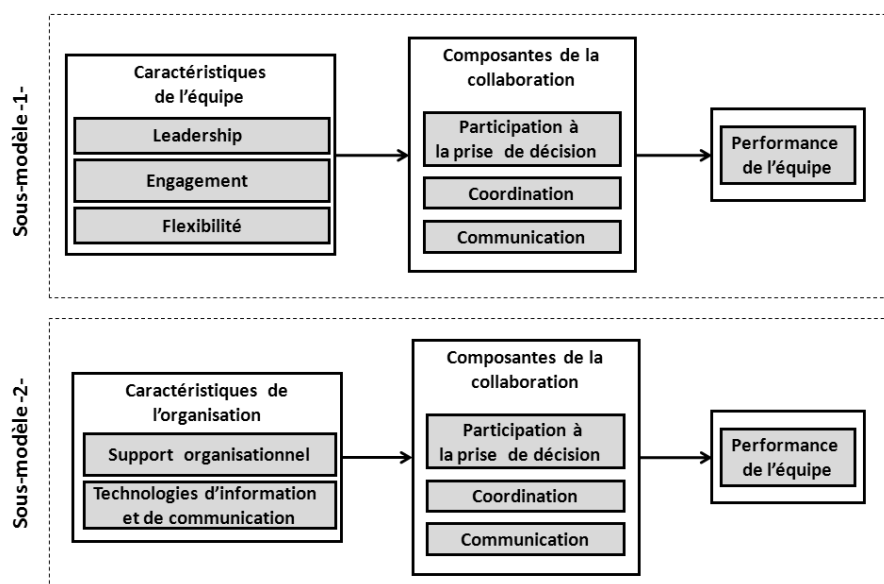 Sous-modèle -1-
Caractéristiques
de l'équipe
Leadership
Engagement
Flexibilité
Composantes de la
collaboration
Participation à
la prise de décision
Coordination
Communication
Performance
de l'équipe
Sous-modèle -2-
Caractéristiques de
l'organisation
Support organisationnel
Technologies d'information
et de communication
Composantes de la
collaboration
Participation à
la prise de décision
Coordination
Communication
Performance
de l'équipe